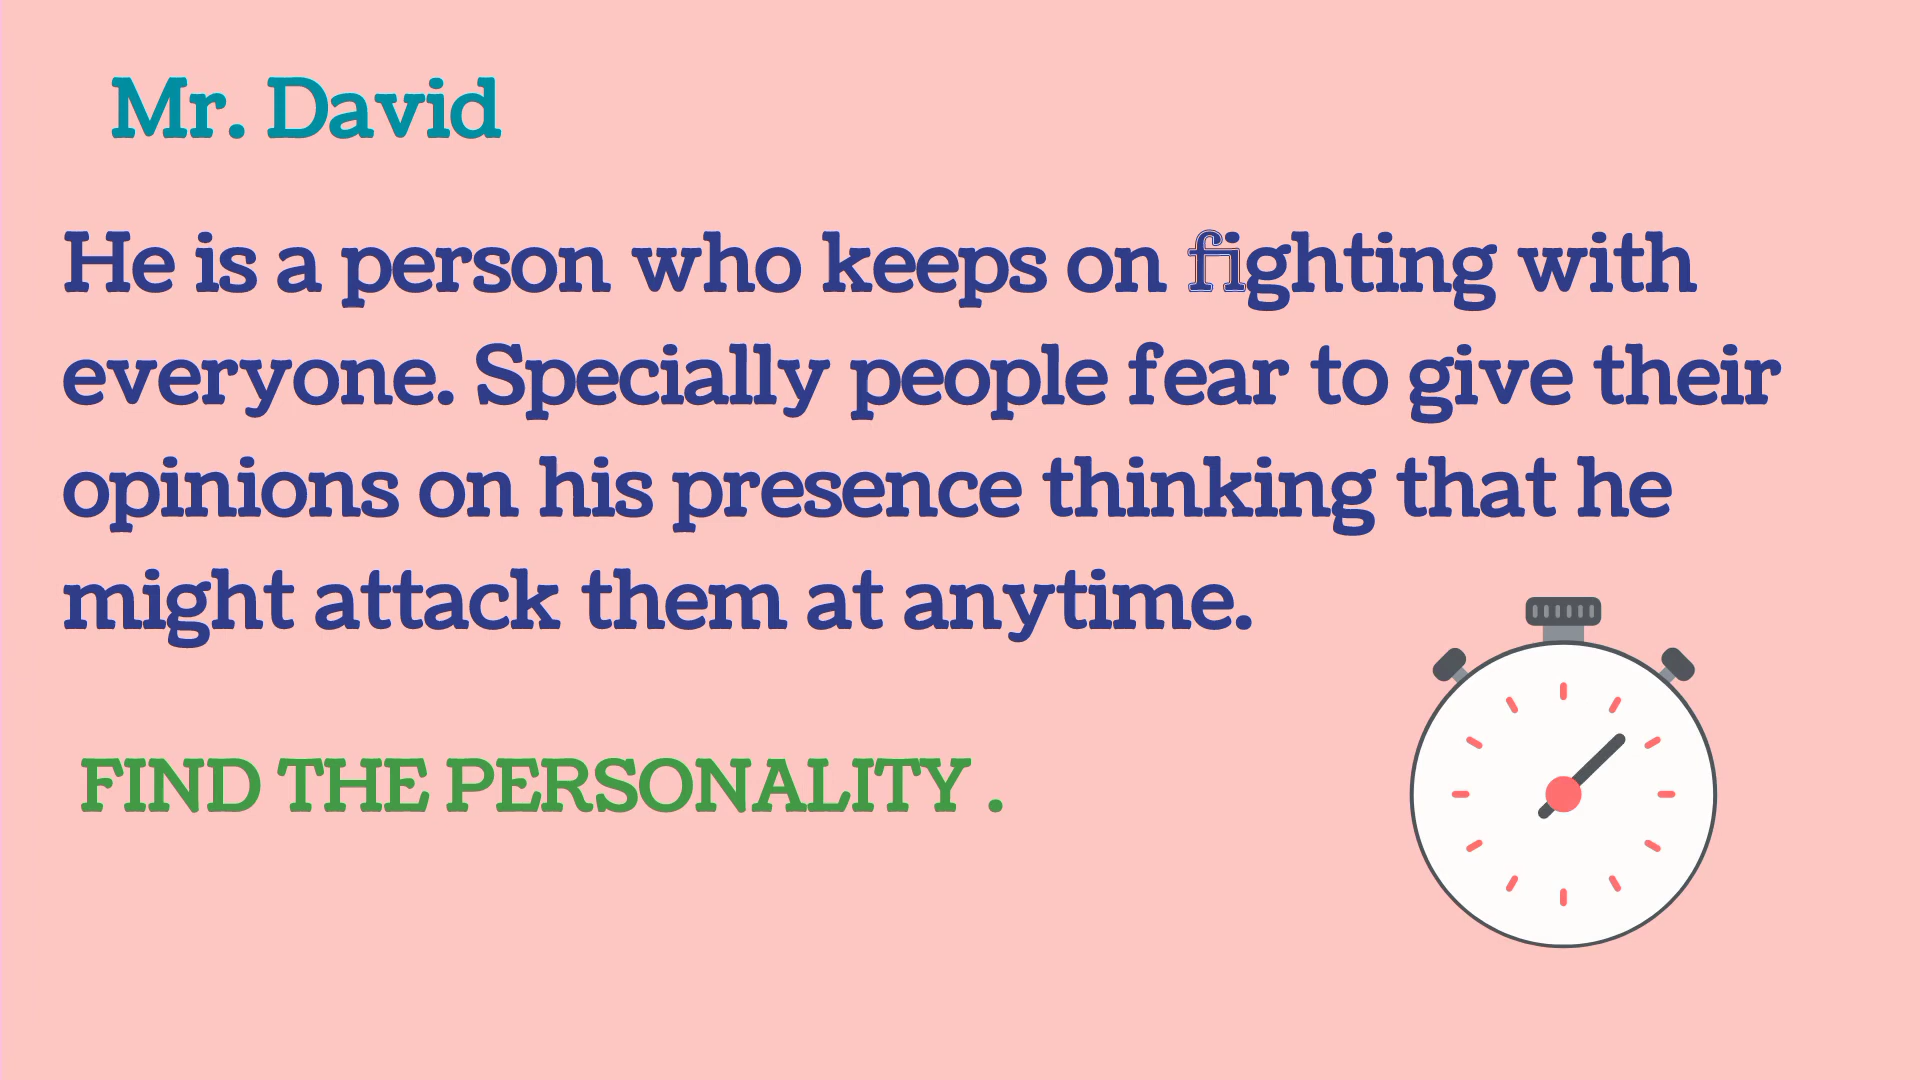 Mr. David
He is a person who keeps on fighting with
everyone. Specially people fear to give their
opinions on his presence thinking that he
might attack them at anytime.
FIND THE PERSONALITY .